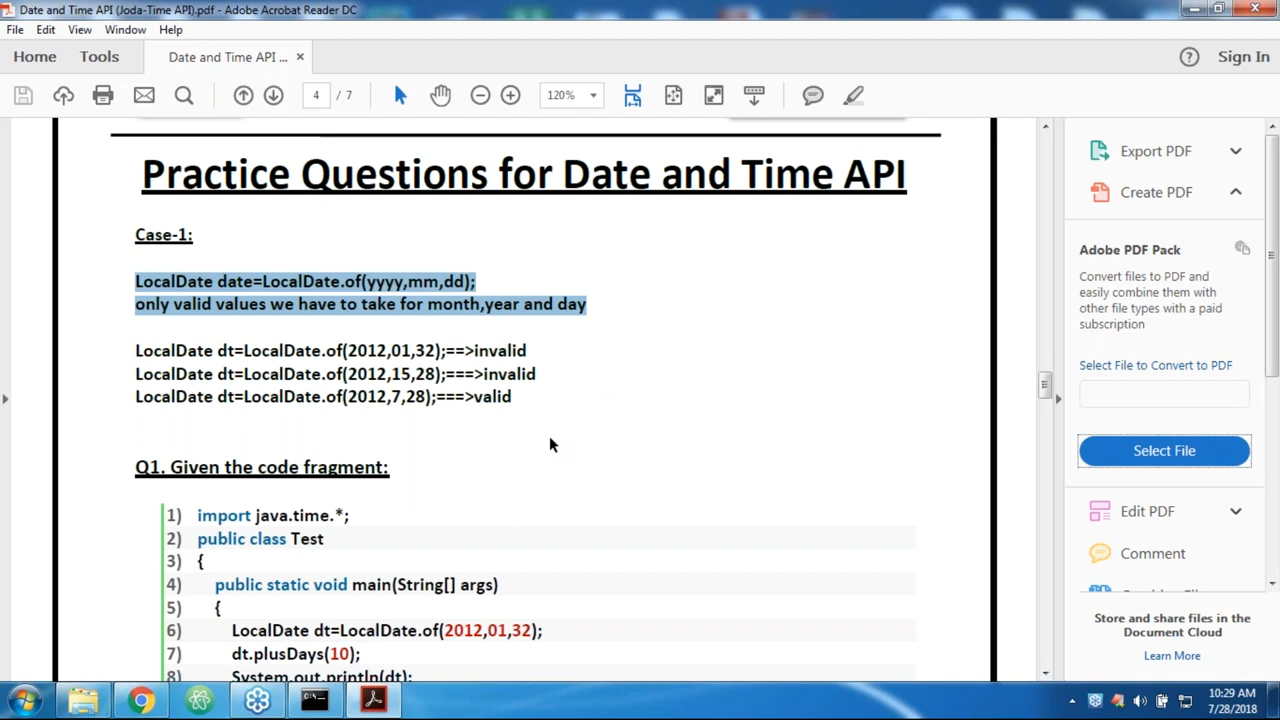 Date and Time API (Joda-Time API).pdf - Adobe Acrobat Reader DC
File Edit View Window Help
Home Tools Date and Time API ... × Sign In
4 / 7 120%
Practice Questions for Date and Time API
Case-1:
LocalDate date=LocalDate.of(yyyy,mm,dd);
only valid values we have to take for month,year and day
LocalDate dt=LocalDate.of(2012,01,32);==>invalid
LocalDate dt=LocalDate.of(2012,15,28);===>invalid
LocalDate dt=LocalDate.of(2012,7,28);===>valid
Q1. Given the code fragment:
1) import java.time.*;
2) public class Test
3) {
4) public static void main(String[] args)
5) {
6) LocalDate dt=LocalDate.of(2012,01,32);
7) dt.plusDays(10);
8) System.out.println(dt);
Export PDF
Create PDF
Adobe PDF Pack
Convert files to PDF and
easily combine them with
other file types with a paid
subscription
Select File to Convert to PDF
Select File
Edit PDF
Comment
Store and share files in the
Document Cloud
Learn More
10:29 AM
7/28/2018